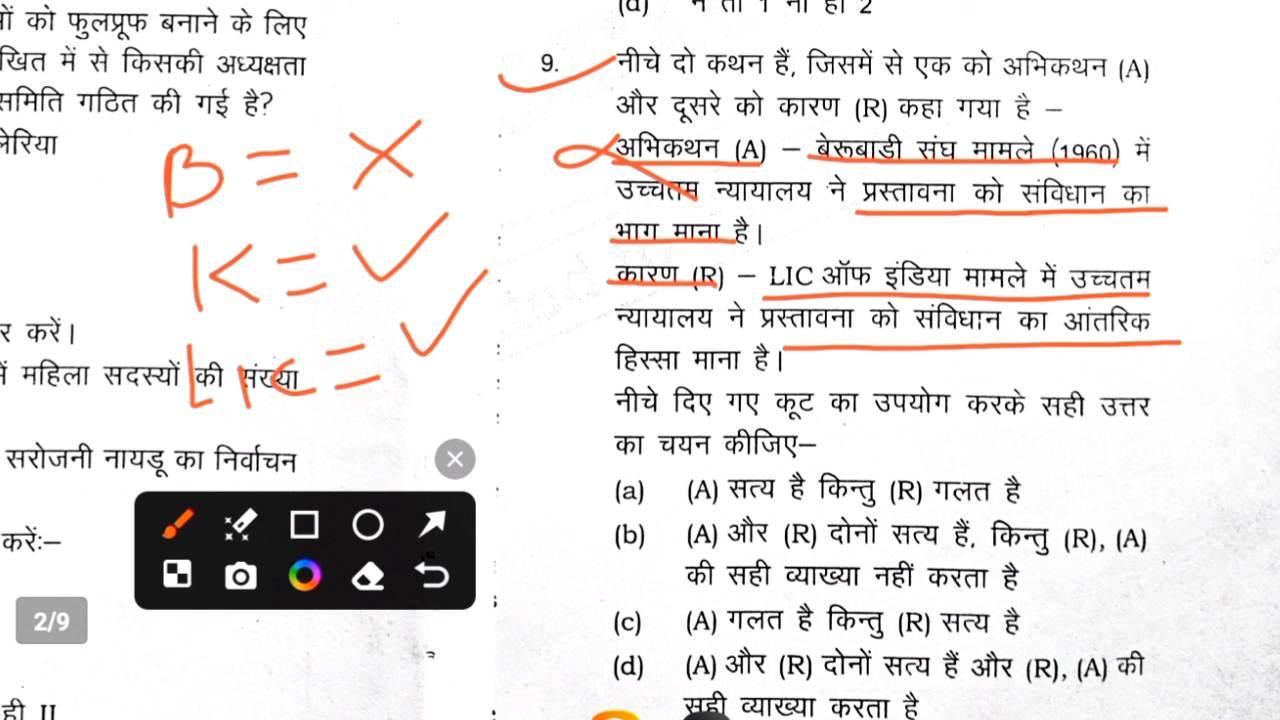 ों को फुलप्रूफ बनाने के लिए
खित में से किसकी अध्यक्षता
समिति गठित की गई है?
लेरिया
B = ×
K = ✓
LIC = ✓
र करें।
में महिला सदस्यों की संख्या
सरोजनी नायडू का निर्वाचन
करें:–
2/9
ही II
(d) न तो 1 ना ही 2
9. नीचे दो कथन हैं, जिसमें से एक को अभिकथन (A)
और दूसरे को कारण (R) कहा गया है –
अभिकथन (A) – बेरूबाडी संघ मामले (1960) में
उच्चतम न्यायालय ने प्रस्तावना को संविधान का
भाग माना है।
कारण (R) – LIC ऑफ इंडिया मामले में उच्चतम
न्यायालय ने प्रस्तावना को संविधान का आंतरिक
हिस्सा माना है।
नीचे दिए गए कूट का उपयोग करके सही उत्तर
का चयन कीजिए–
(a) (A) सत्य है किन्तु (R) गलत है
(b) (A) और (R) दोनों सत्य हैं, किन्तु (R), (A)
की सही व्याख्या नहीं करता है
(c) (A) गलत है किन्तु (R) सत्य है
(d) (A) और (R) दोनों सत्य हैं और (R), (A) की
सही व्याख्या करता है